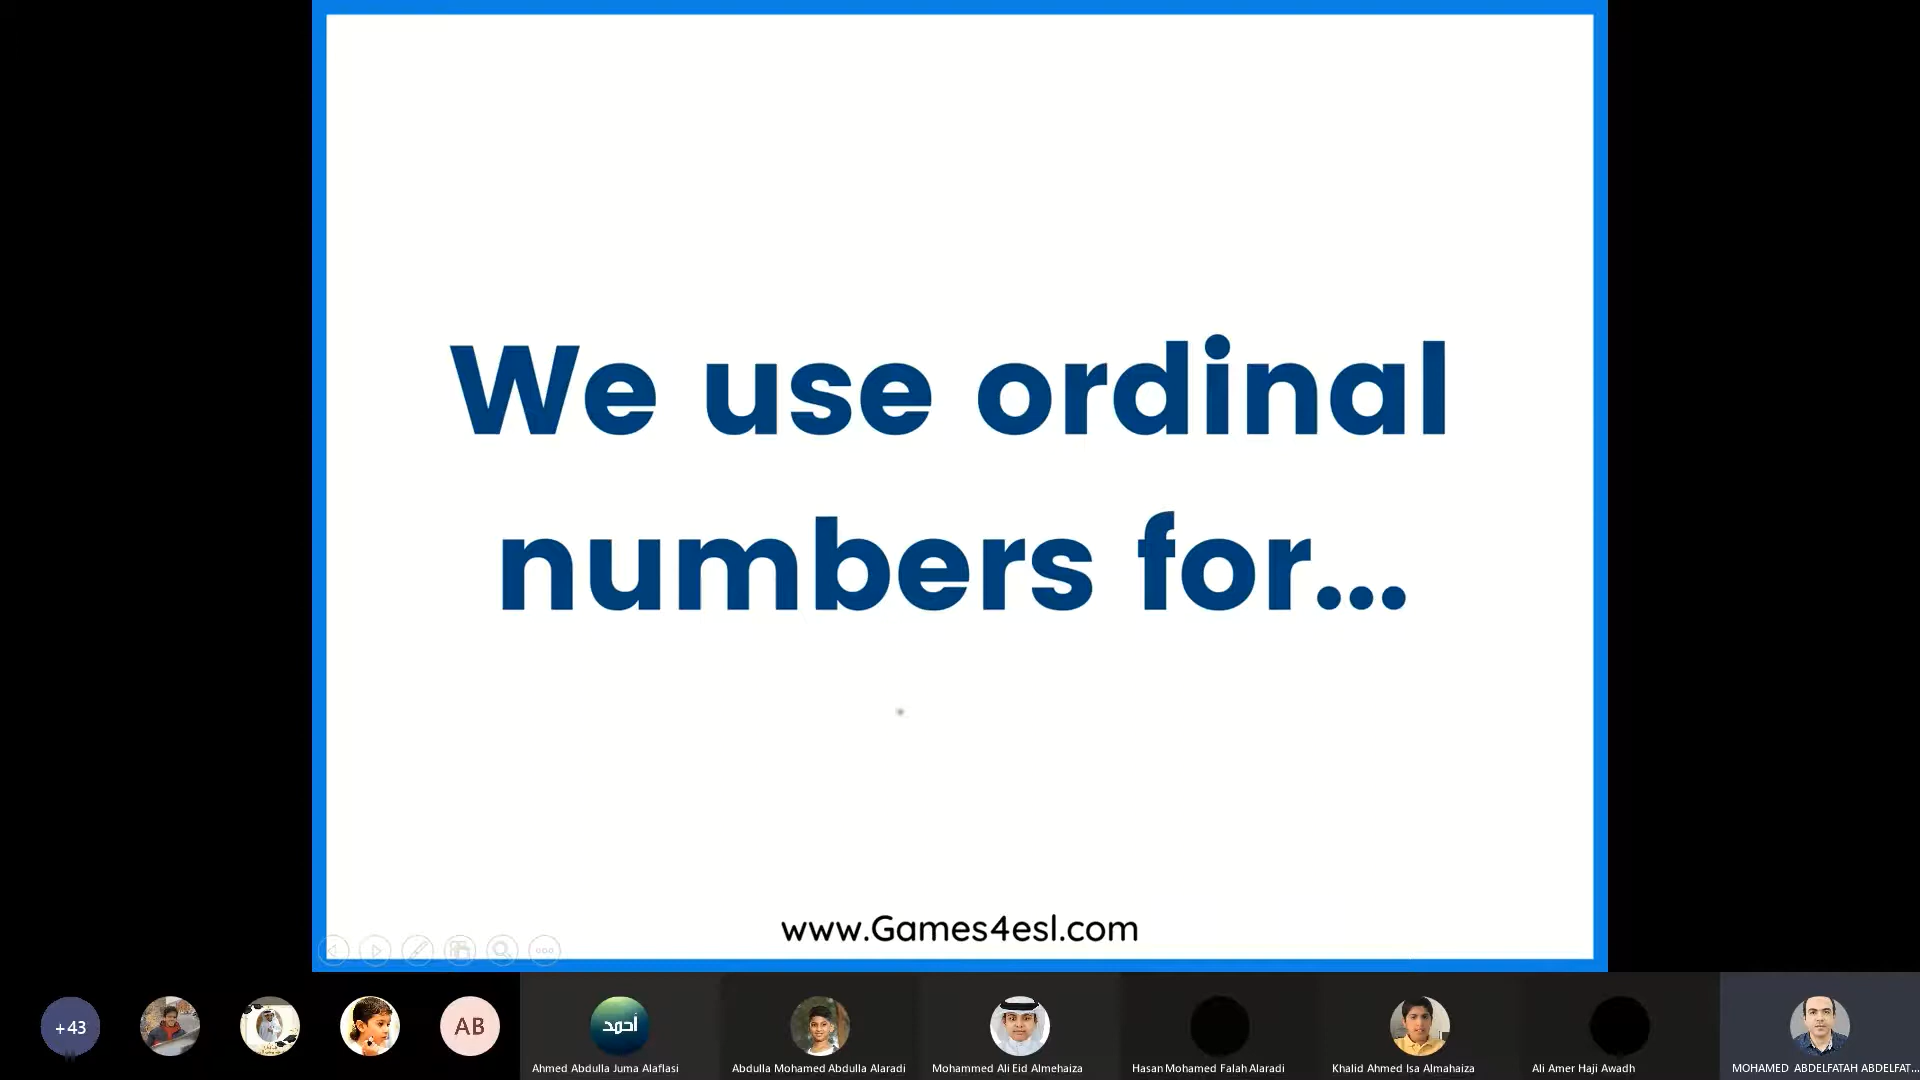 We use ordinal
numbers for...
www.Games4esl.com
+43
AB
أحمد
Ahmed Abdulla Juma Alaflasi
Abdulla Mohamed Abdulla Alaradi
Mohammed Ali Eid Almehaiza
Hasan Mohamed Falah Alaradi
Khalid Ahmed Isa Almahaiza
Ali Amer Haji Awadh
MOHAMED ABDELFATAH ABDELFAT...